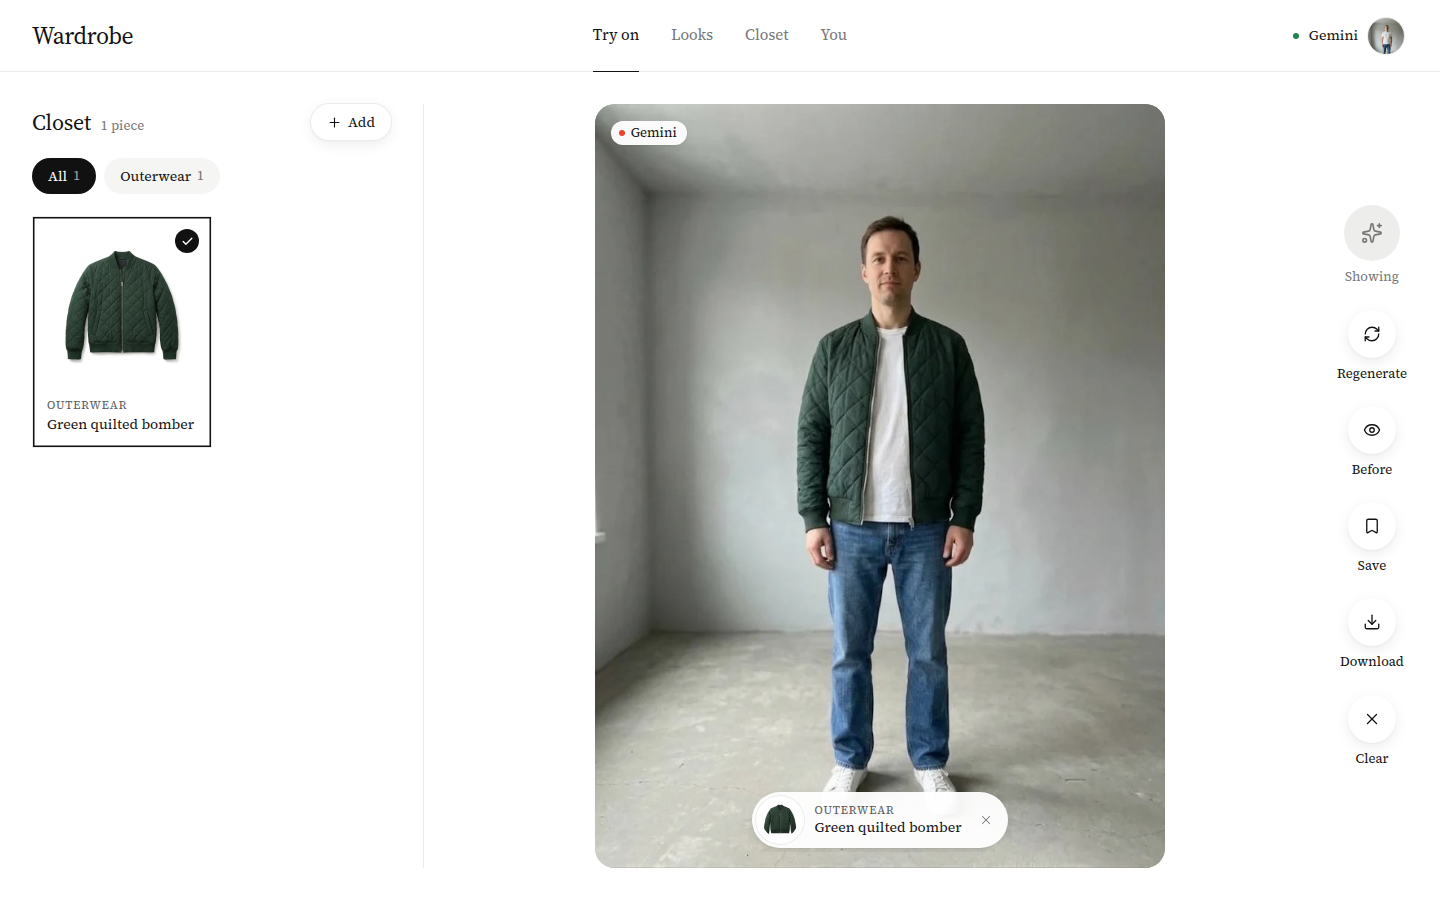 Wardrobe
Try on
Looks
Closet
You
Gemini
Closet 1 piece
Add
All 1
Outerwear 1
OUTERWEAR
Green quilted bomber
Gemini
OUTERWEAR
Green quilted bomber
Showing
Regenerate
Before
Save
Download
Clear